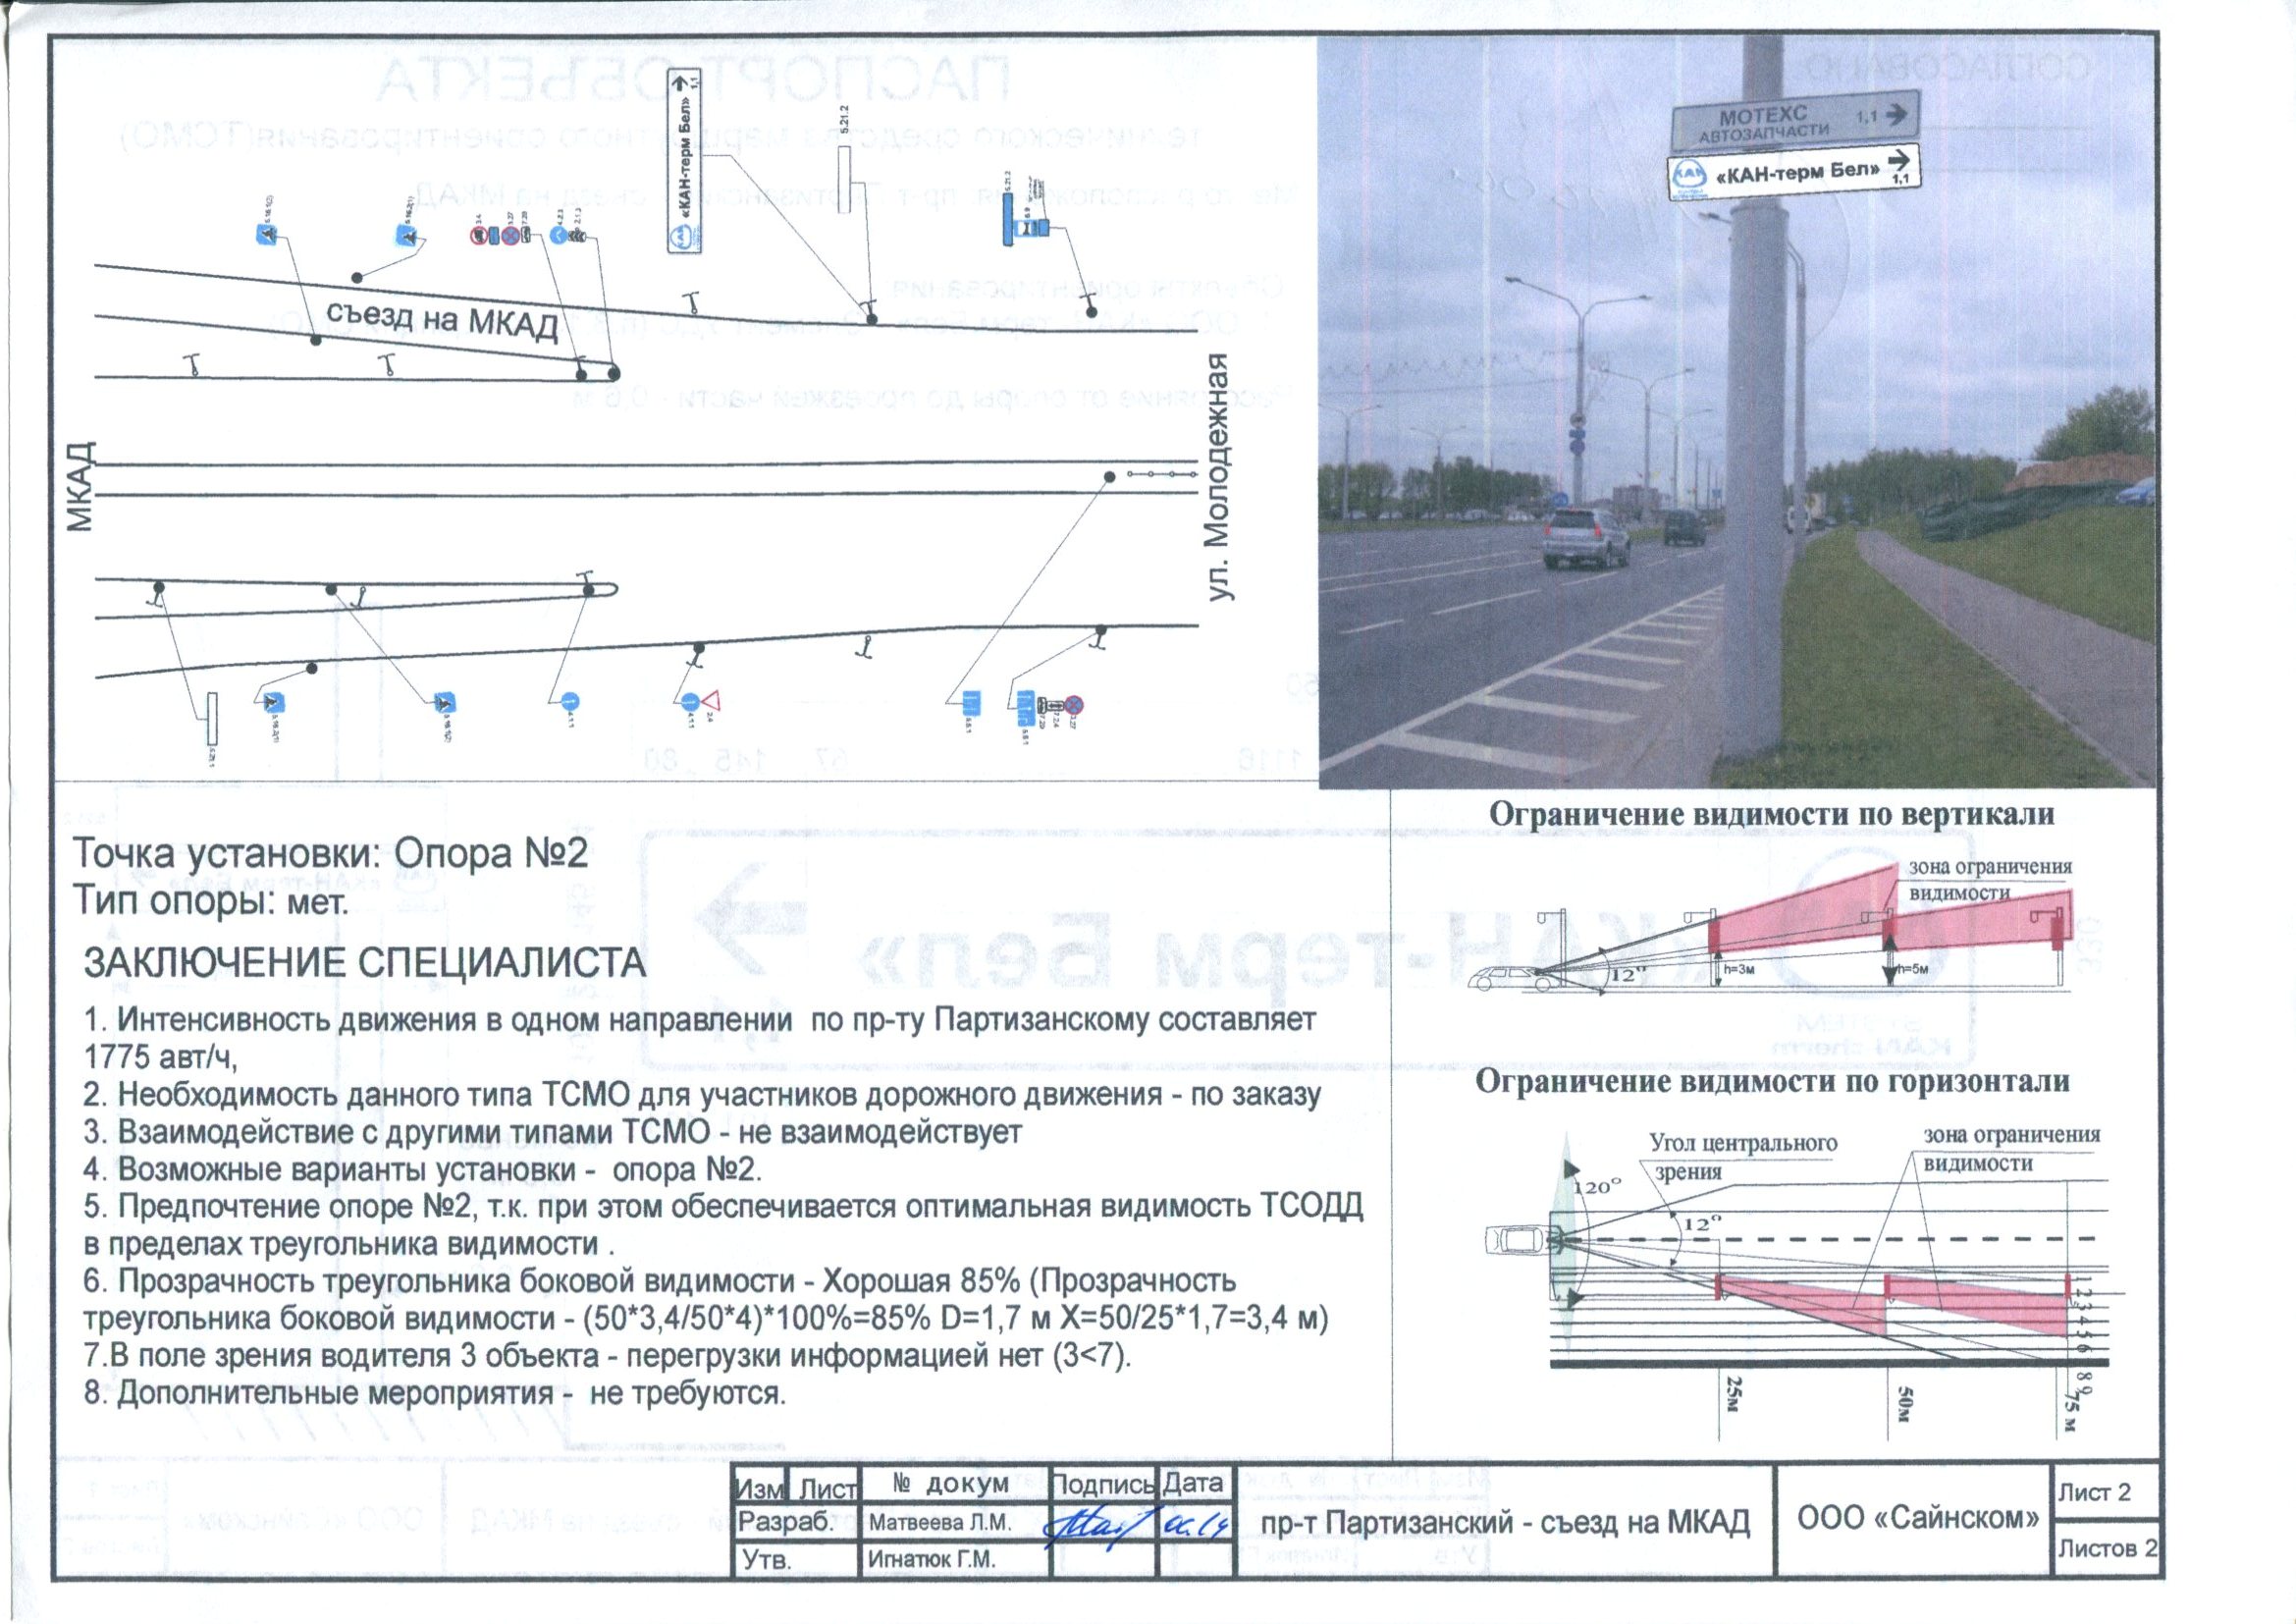 «КАН-терм Бел»
1,1
5.21.2
съезд на МКАД
МКАД
ул. Молодежная
МОТЕХС
АВТОЗАПЧАСТИ
1,1
КАН
«КАН-терм Бел»
1,1
Точка установки: Опора №2
Тип опоры: мет.
ЗАКЛЮЧЕНИЕ СПЕЦИАЛИСТА
1. Интенсивность движения в одном направлении по пр-ту Партизанскому составляет
1775 авт/ч,
2. Необходимость данного типа ТСМО для участников дорожного движения - по заказу
3. Взаимодействие с другими типами ТСМО - не взаимодействует
4. Возможные варианты установки - опора №2.
5. Предпочтение опоре №2, т.к. при этом обеспечивается оптимальная видимость ТСОДД
в пределах треугольника видимости .
6. Прозрачность треугольника боковой видимости - Хорошая 85% (Прозрачность
треугольника боковой видимости - (50*3,4/50*4)*100%=85% D=1,7 м X=50/25*1,7=3,4 м)
7.В поле зрения водителя 3 объекта - перегрузки информацией нет (3<7).
8. Дополнительные мероприятия - не требуются.
Ограничение видимости по вертикали
зона ограничения
видимости
12°
h=3м
h=5м
Ограничение видимости по горизонтали
Угол центрального
зрения
зона ограничения
видимости
120°
12°
1
2
3
4
5
6
8
9
25м
50м
75 м
Изм Лист № докум Подпись Дата
Разраб. Матвеева Л.М.
Утв. Игнатюк Г.М.
пр-т Партизанский - съезд на МКАД
ООО «Сайнском»
Лист 2
Листов 2